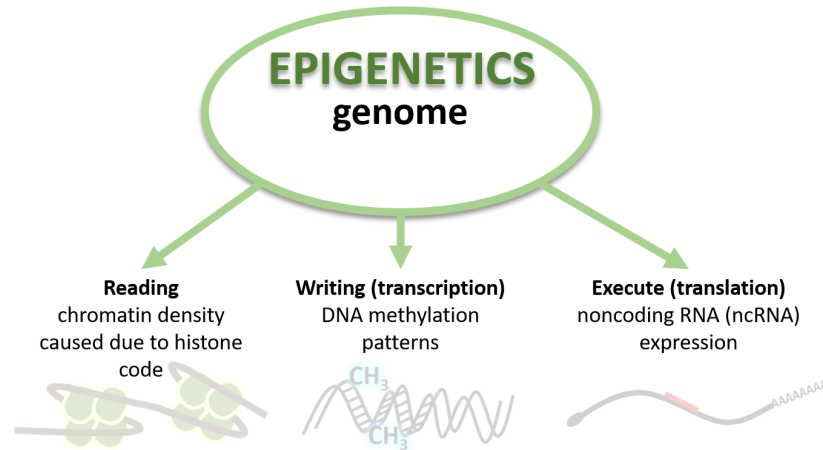 EPIGENETICS
genome
Reading
chromatin density
caused due to histone
code
Writing (transcription)
DNA methylation
patterns
Execute (translation)
noncoding RNA (ncRNA)
expression
CH3
CH3
AAAAAAA